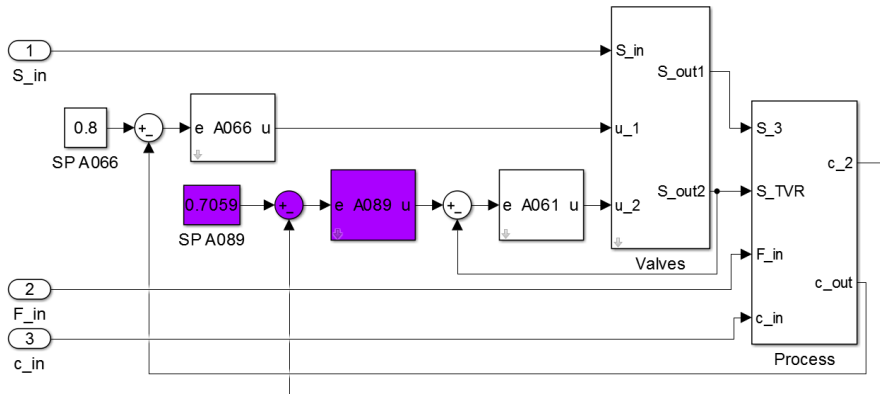 1
S_in
0.8
SP A066
+
−
e A066 u
0.7059
SP A089
+
−
e A089 u
+
−
e A061 u
S_in
S_out1
u_1
S_out2
u_2
Valves
S_3
c_2
S_TVR
F_in
c_out
c_in
Process
2
F_in
3
c_in